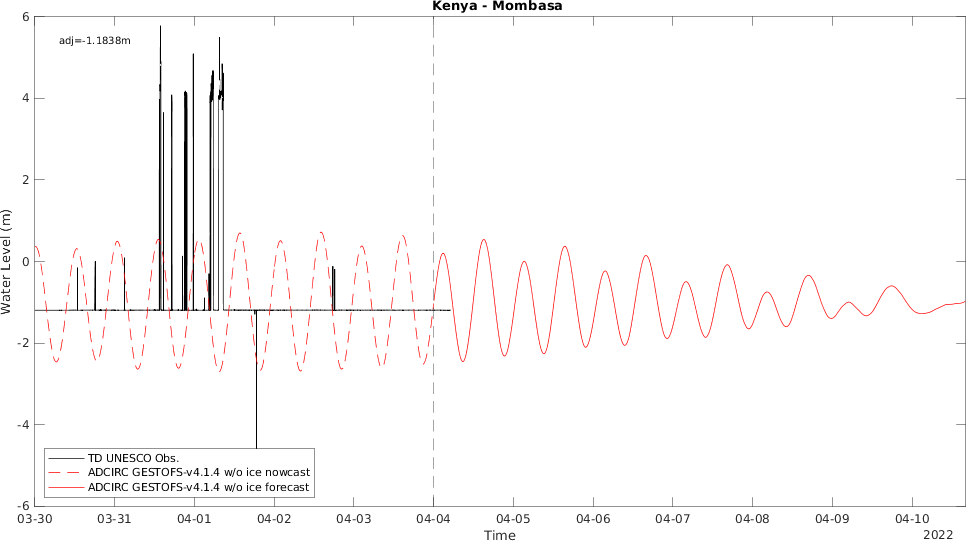 Kenya - Mombasa
6
adj=-1.1838m
4
2
0
Water Level (m)
-2
-4
TD UNESCO Obs.
ADCIRC GESTOFS-v4.1.4 w/o ice nowcast
ADCIRC GESTOFS-v4.1.4 w/o ice forecast
-6
03-30 03-31 04-01 04-02 04-03 04-04 04-05 04-06 04-07 04-08 04-09 04-10
Time
2022